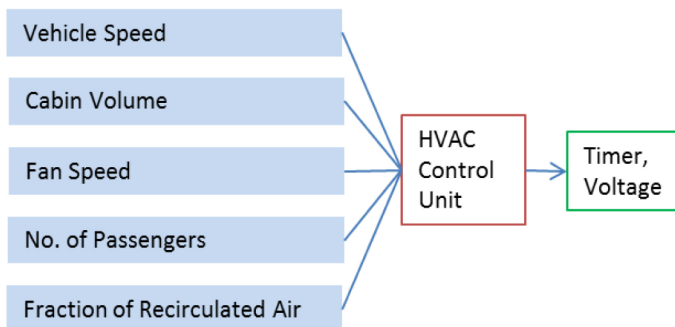 Vehicle Speed
Cabin Volume
Fan Speed
No. of Passengers
Fraction of Recirculated Air
HVAC
Control
Unit
Timer,
Voltage